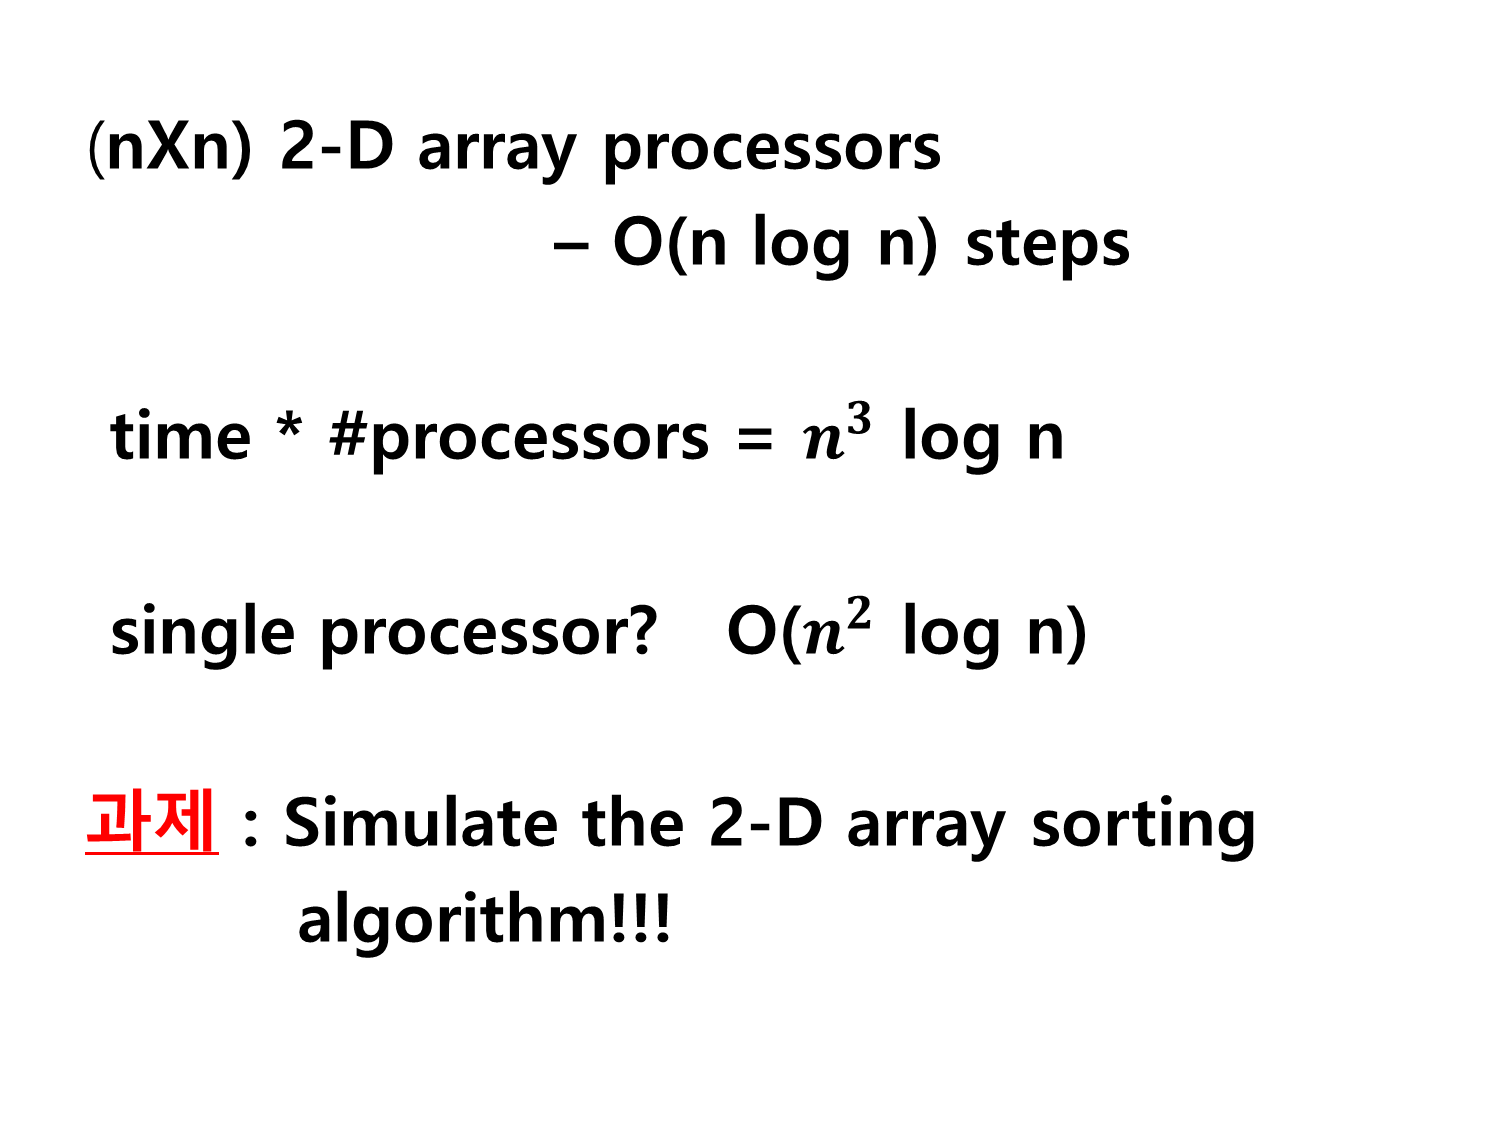 (nXn) 2-D array processors
– O(n log n) steps
time * #processors = n³ log n
single processor? O(n² log n)
과제 : Simulate the 2-D array sorting
algorithm!!!